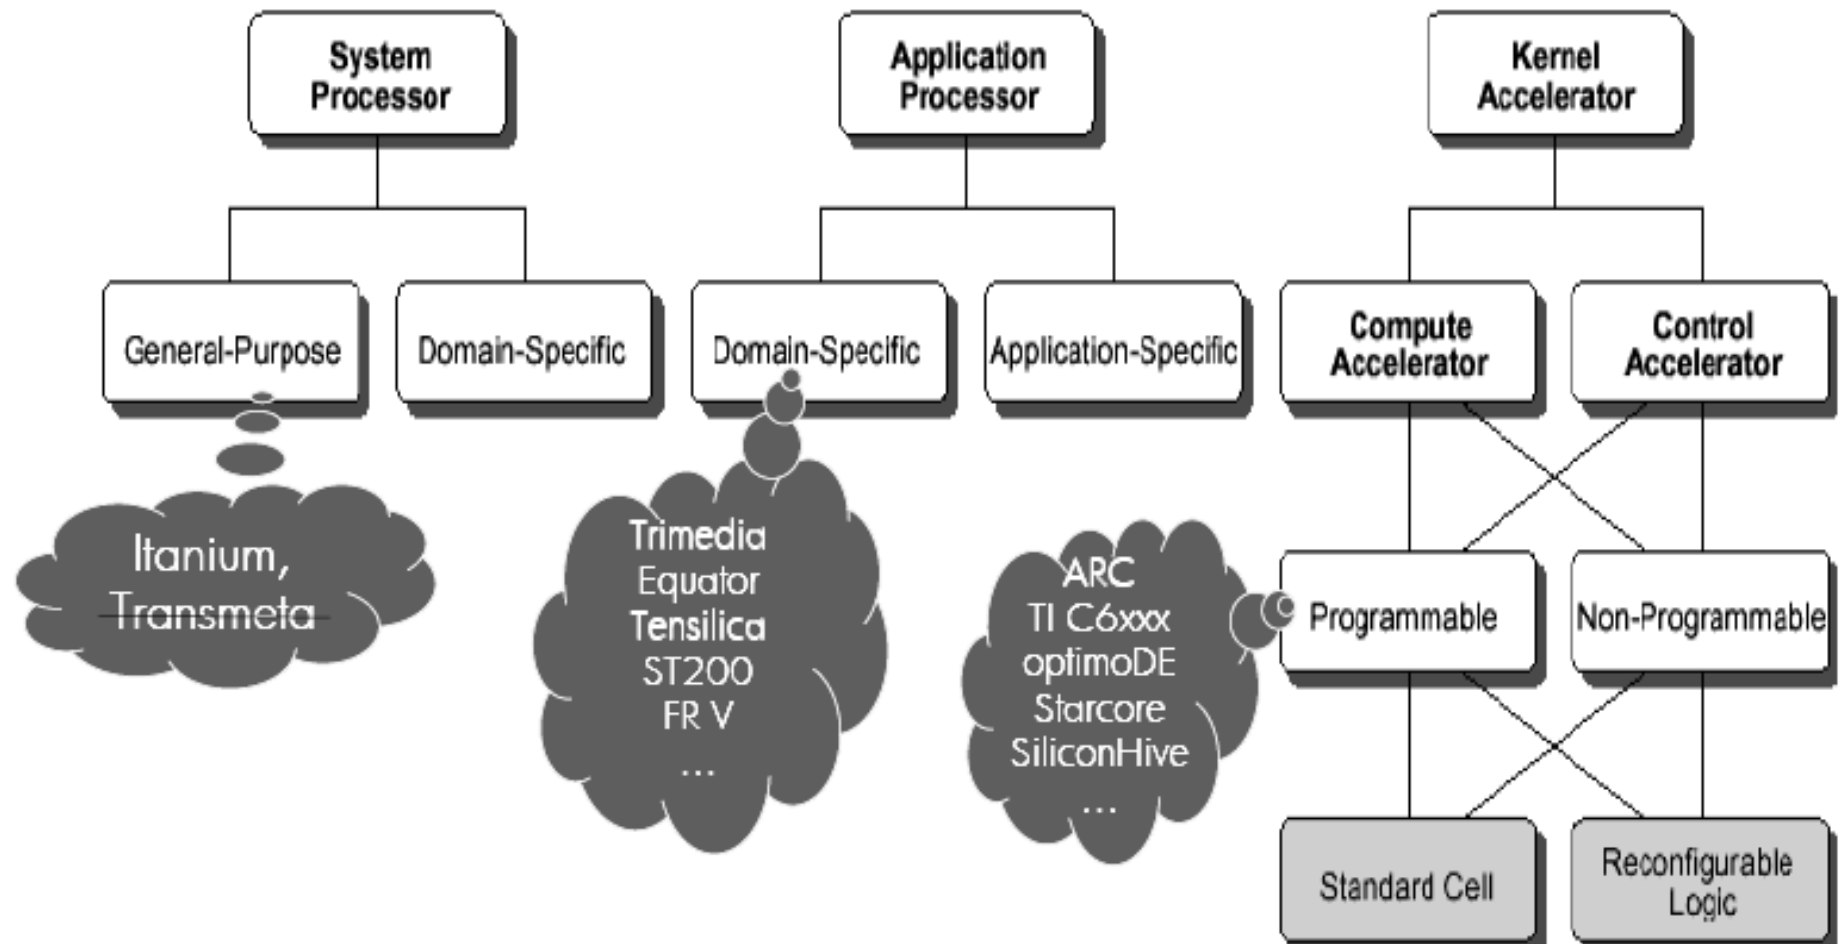 System
Processor
Application
Processor
Kernel
Accelerator
General-Purpose
Domain-Specific
Domain-Specific
Application-Specific
Compute
Accelerator
Control
Accelerator
Itanium,
Transmeta
Trimedia
Equator
Tensilica
ST200
FR V
...
ARC
TI C6xxx
optimoDE
Starcore
SiliconHive
...
Programmable
Non-Programmable
Standard Cell
Reconfigurable
Logic